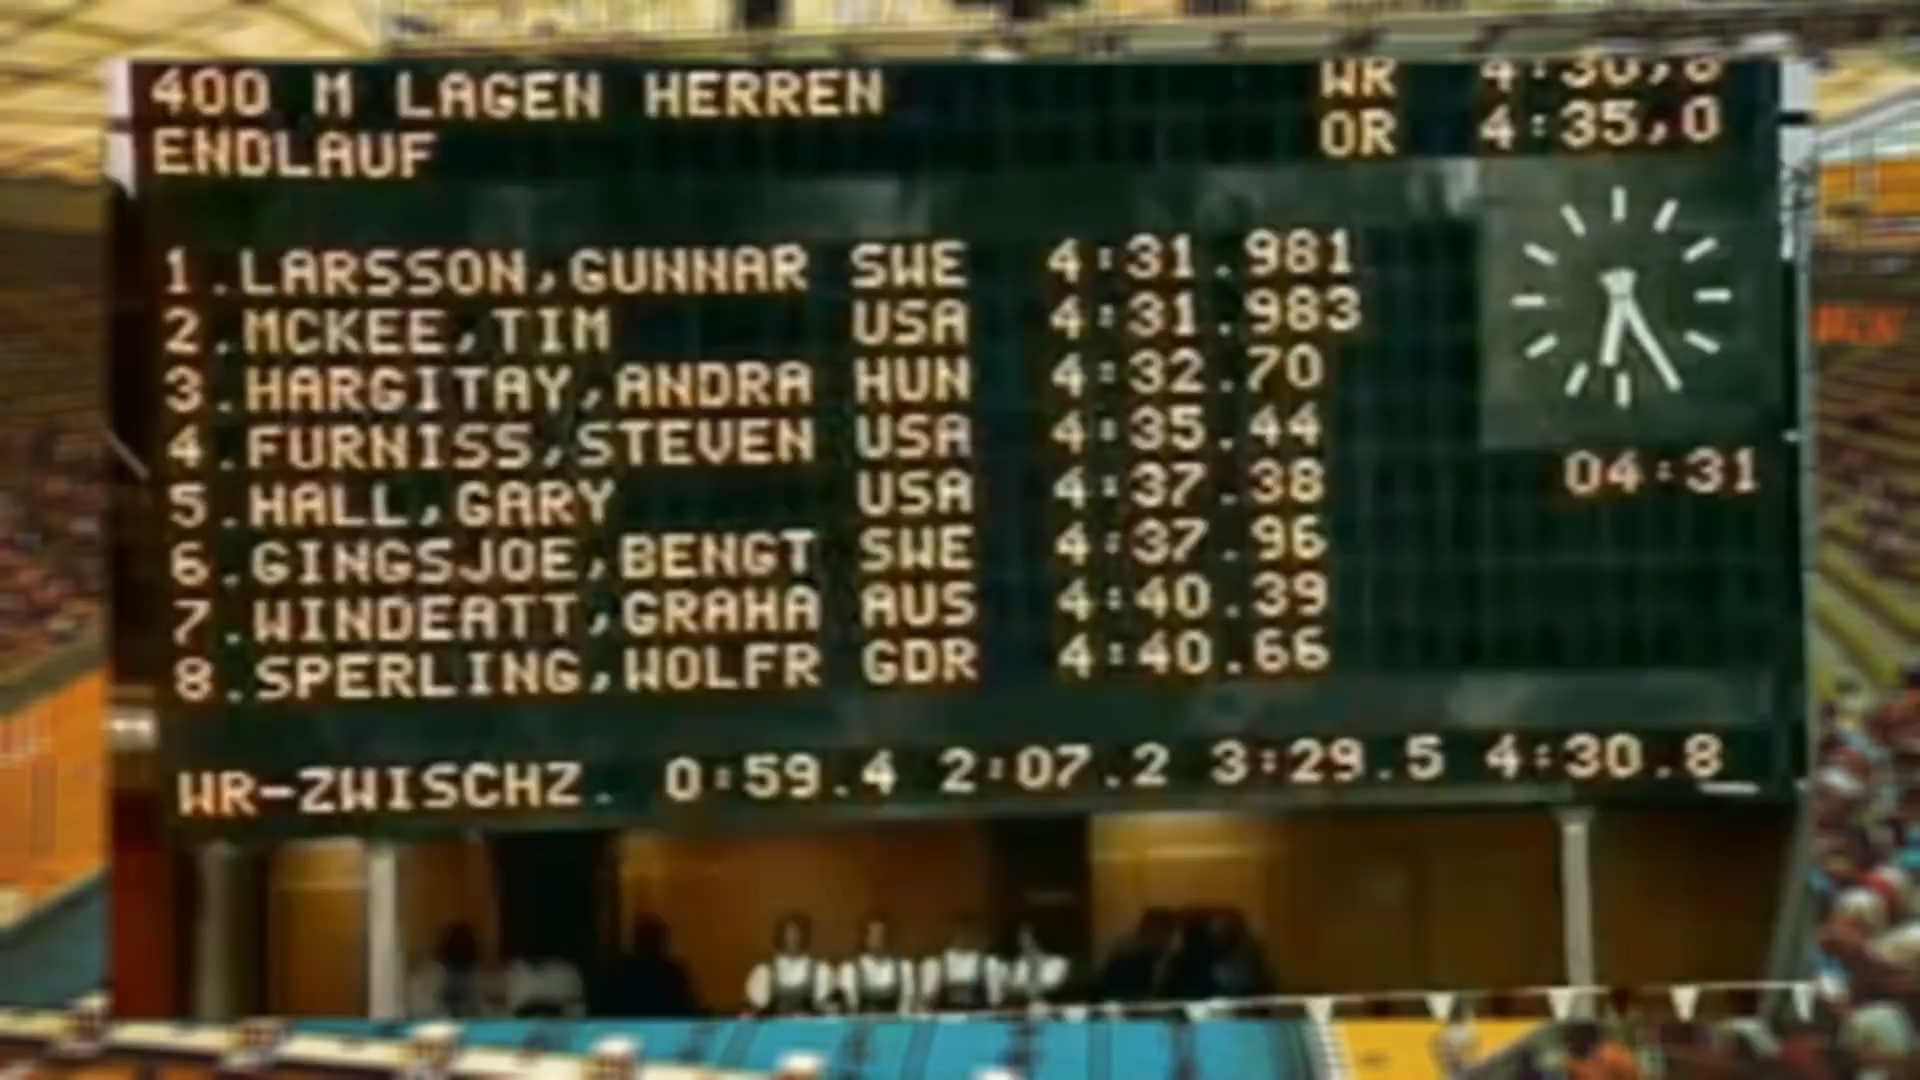 400 M LAGEN HERREN WR 4:30,8
ENDLAUF OR 4:35,0
1.LARSSON,GUNNAR SWE 4:31.981
2.MCKEE,TIM USA 4:31.983
3.HARGITAY,ANDRA HUN 4:32.70
4.FURNISS,STEVEN USA 4:35.44
04:31
5.HALL,GARY USA 4:37.38
6.GINGSJOE,BENGT SWE 4:37.96
7.WINDEATT,GRAHA AUS 4:40.39
8.SPERLING,WOLFR GDR 4:40.66
WR-ZWISCHZ. 0:59.4 2:07.2 3:29.5 4:30.8_